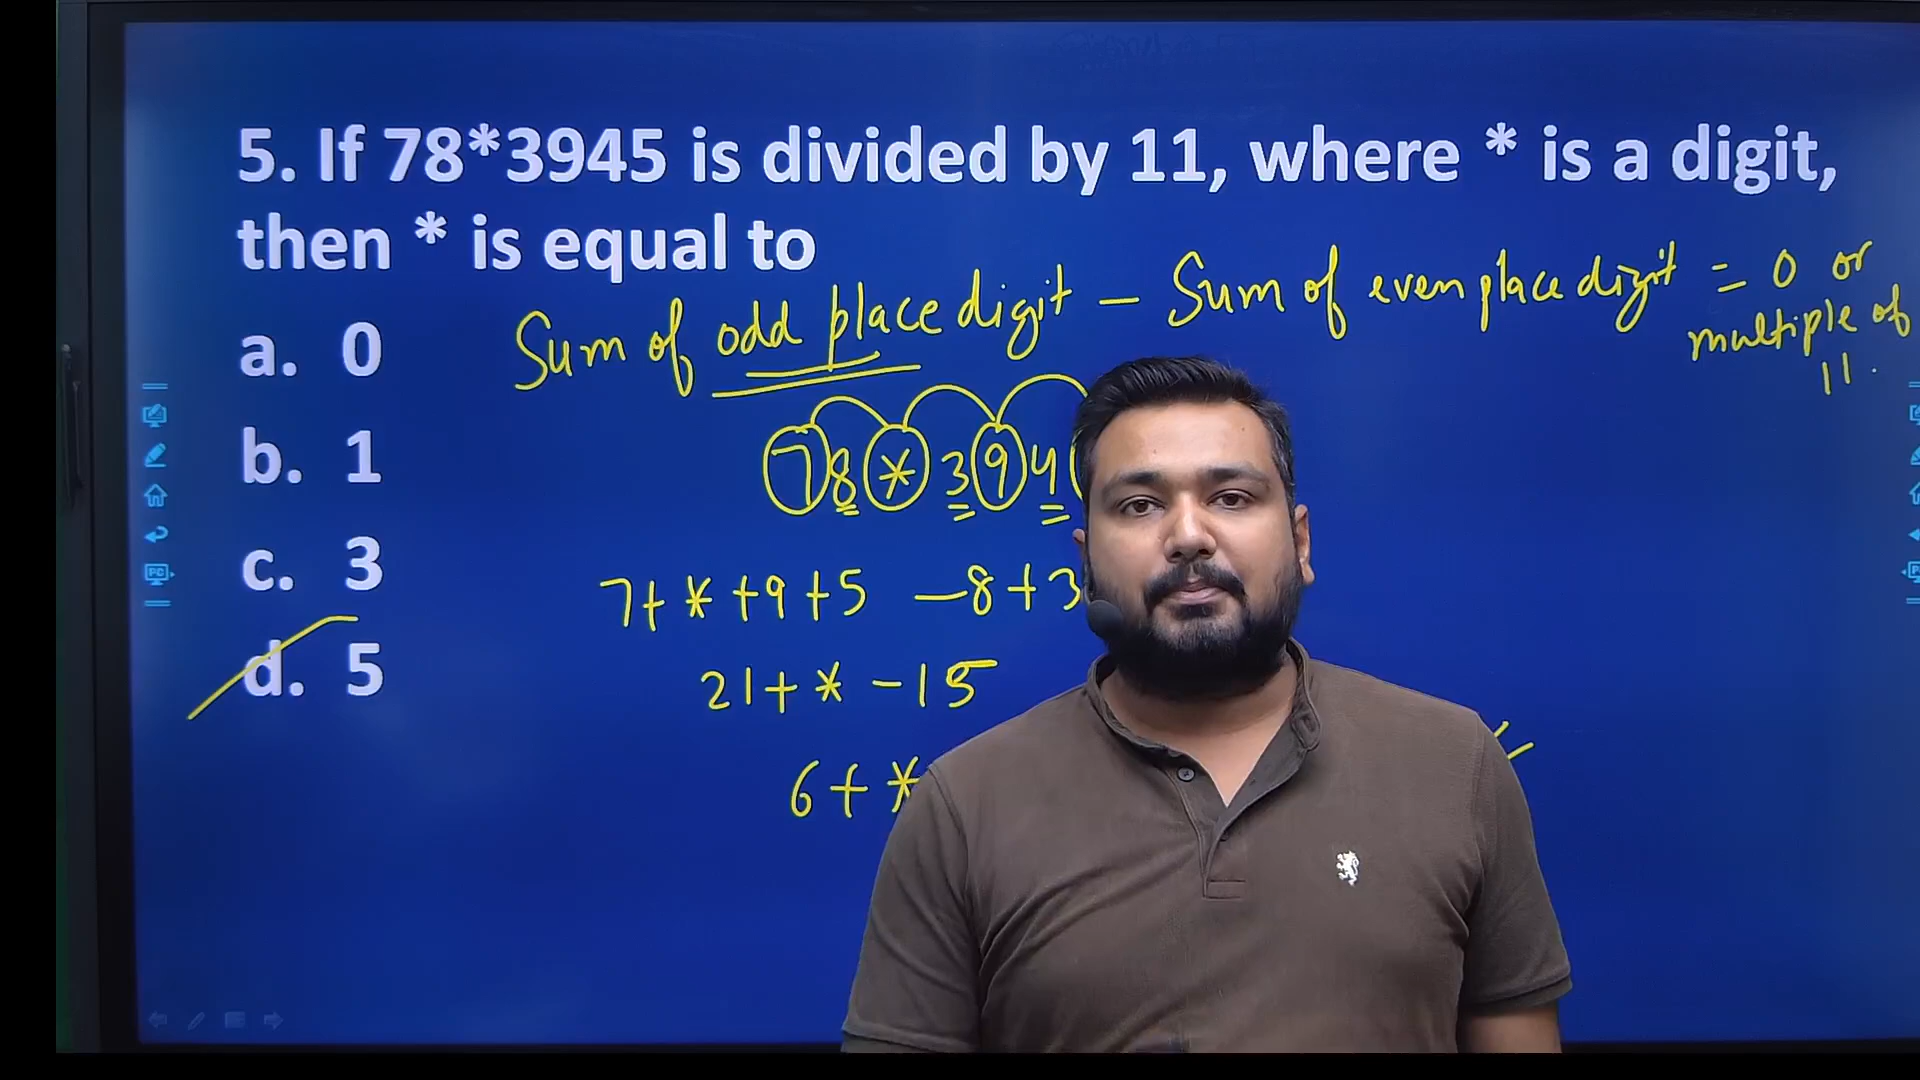 5. If 78*3945 is divided by 11, where * is a digit,
then * is equal to
Sum of odd place digit – Sum of even place digit = 0 or
multiple of
11.
a. 0
7 8 * 3 9 4
b. 1
c. 3
7 + * + 9 + 5 – 8 + 3
d. 5
21 + * - 15
6 + *